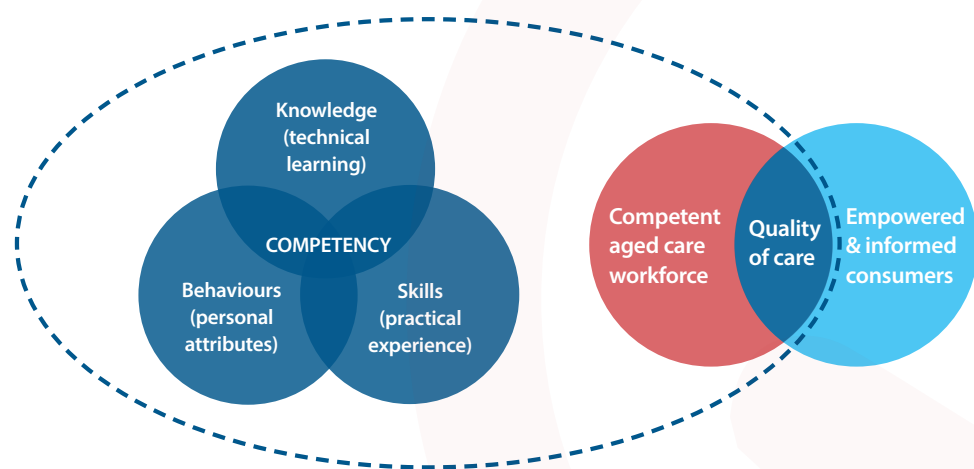 Knowledge
(technical
learning)
COMPETENCY
Behaviours
(personal
attributes)
Skills
(practical
experience)
Competent
aged care
workforce
Quality
of care
Empowered
& informed
consumers